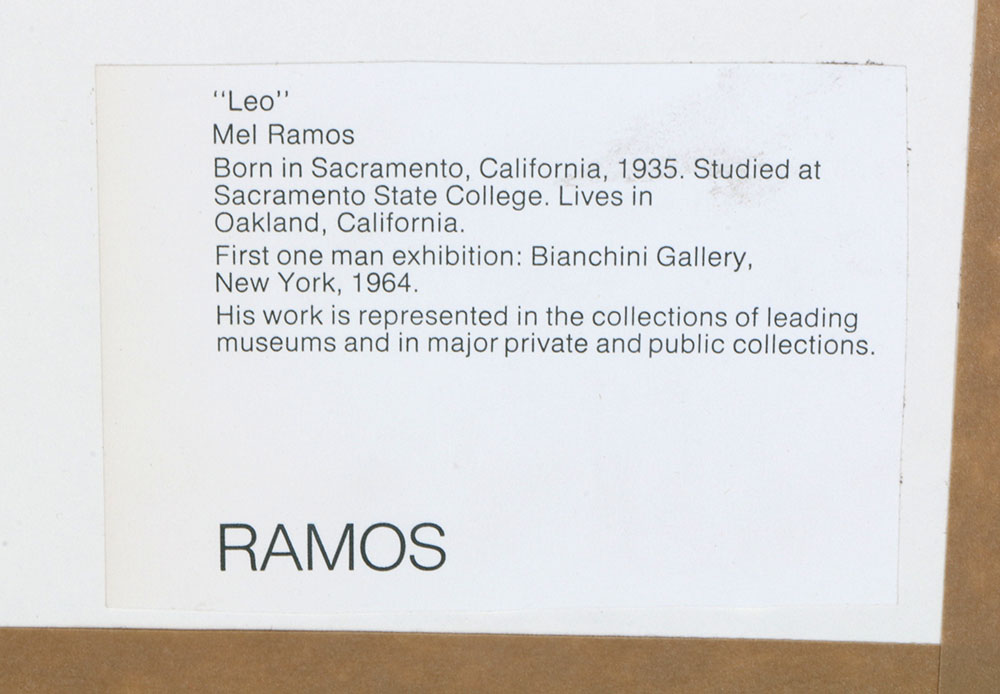 “Leo”
Mel Ramos
Born in Sacramento, California, 1935. Studied at
Sacramento State College. Lives in
Oakland, California.
First one man exhibition: Bianchini Gallery,
New York, 1964.
His work is represented in the collections of leading
museums and in major private and public collections.
RAMOS